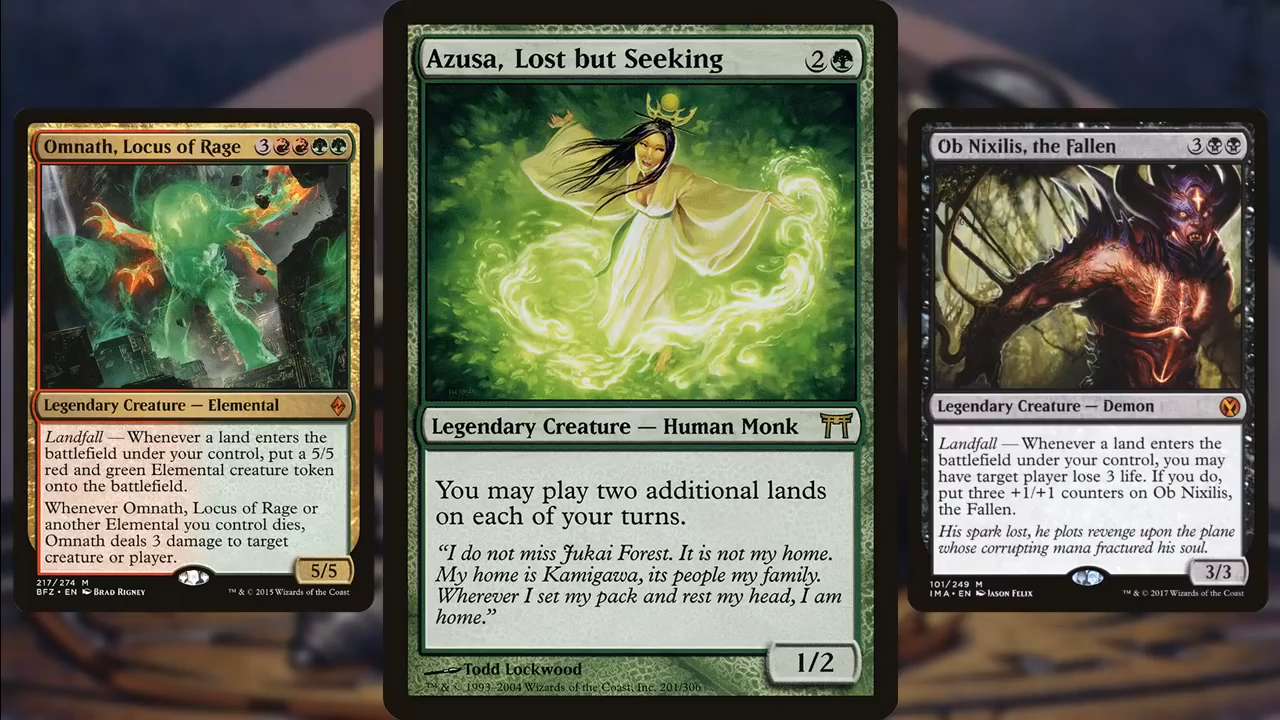 Omnath, Locus of Rage 3
Legendary Creature — Elemental
Landfall — Whenever a land enters the
battlefield under your control, put a 5/5
red and green Elemental creature token
onto the battlefield.
Whenever Omnath, Locus of Rage or
another Elemental you control dies,
Omnath deals 3 damage to target
creature or player.
5/5
217/274 M
BFZ • EN Brad Rigney
™ & © 2015 Wizards of the Coast
Azusa, Lost but Seeking 2
Legendary Creature — Human Monk
You may play two additional lands
on each of your turns.
“I do not miss Jukai Forest. It is not my home.
My home is Kamigawa, its people my family.
Wherever I set my pack and rest my head, I am
home.”
1/2
Todd Lockwood
™ & © 1993–2004 Wizards of the Coast, Inc. 201/306
Ob Nixilis, the Fallen 3
Legendary Creature — Demon
Landfall — Whenever a land enters the
battlefield under your control, you may
have target player lose 3 life. If you do,
put three +1/+1 counters on Ob Nixilis,
the Fallen.
His spark lost, he plots revenge upon the plane
whose corrupting mana fractured his soul.
3/3
101/249 M
IMA • EN Jason Felix
™ & © 2017 Wizards of the Coast